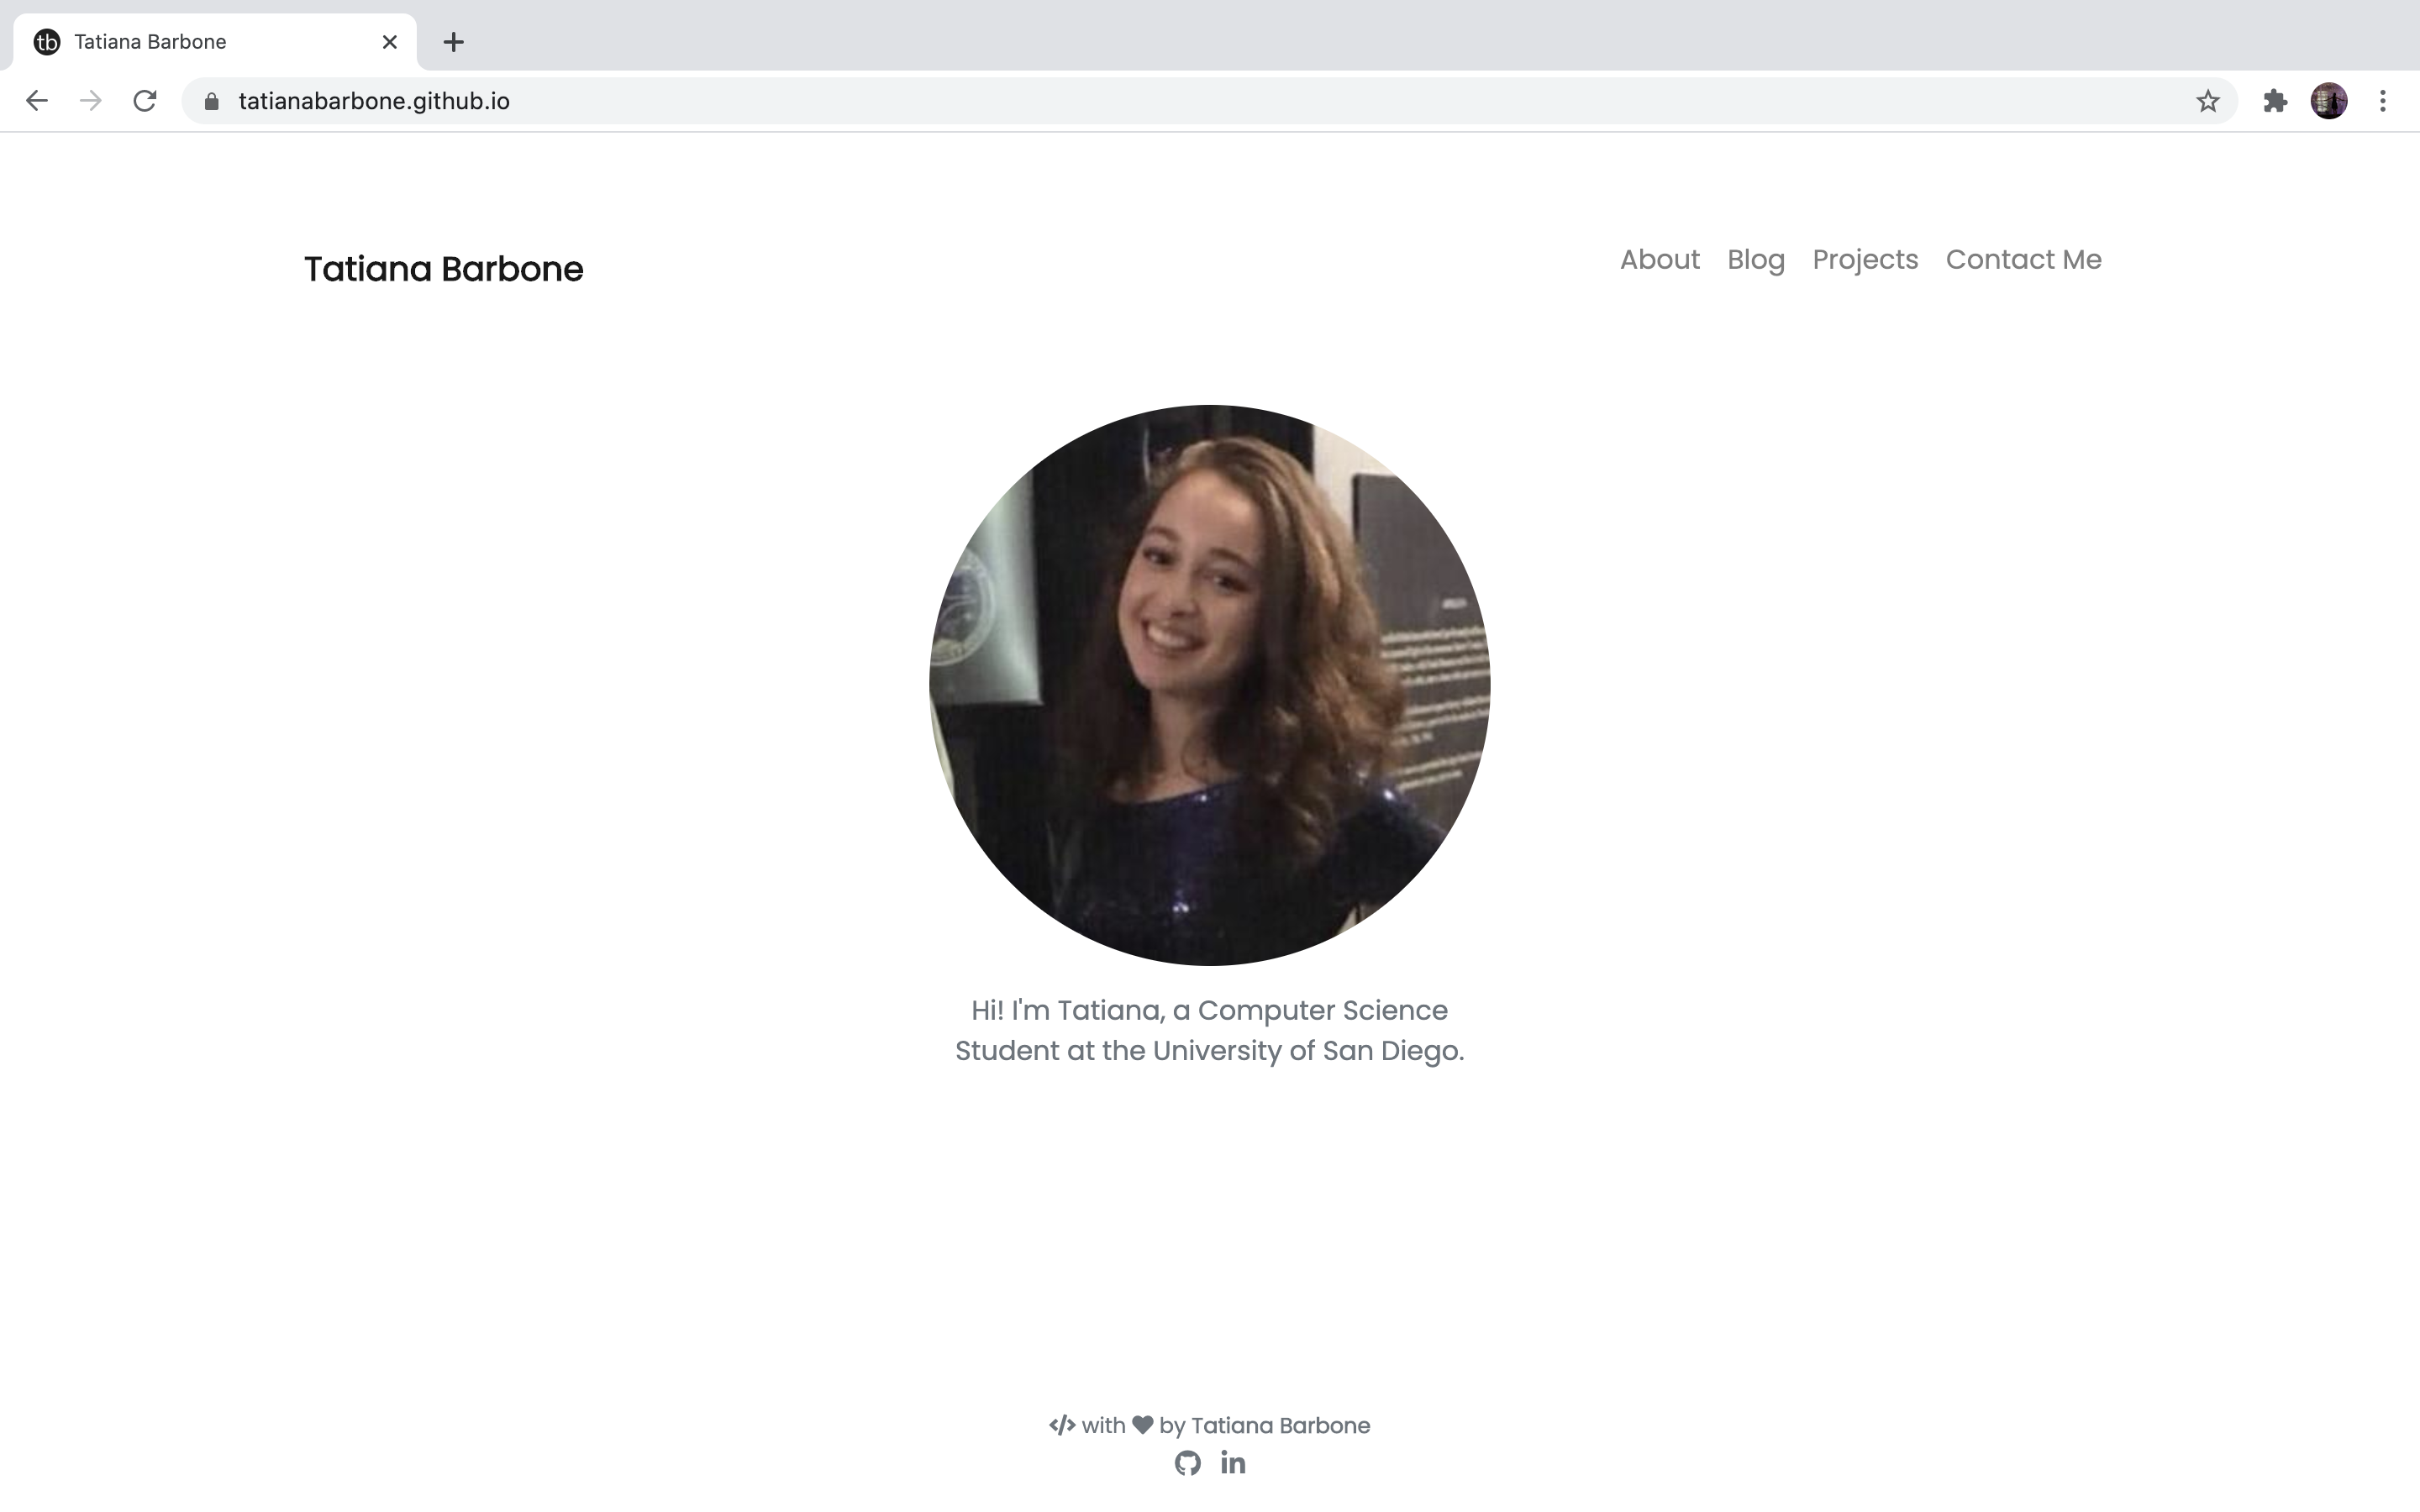 tb Tatiana Barbone
tatianabarbone.github.io
Tatiana Barbone
About Blog Projects Contact Me
Hi! I'm Tatiana, a Computer Science
Student at the University of San Diego.
</> with by Tatiana Barbone
in